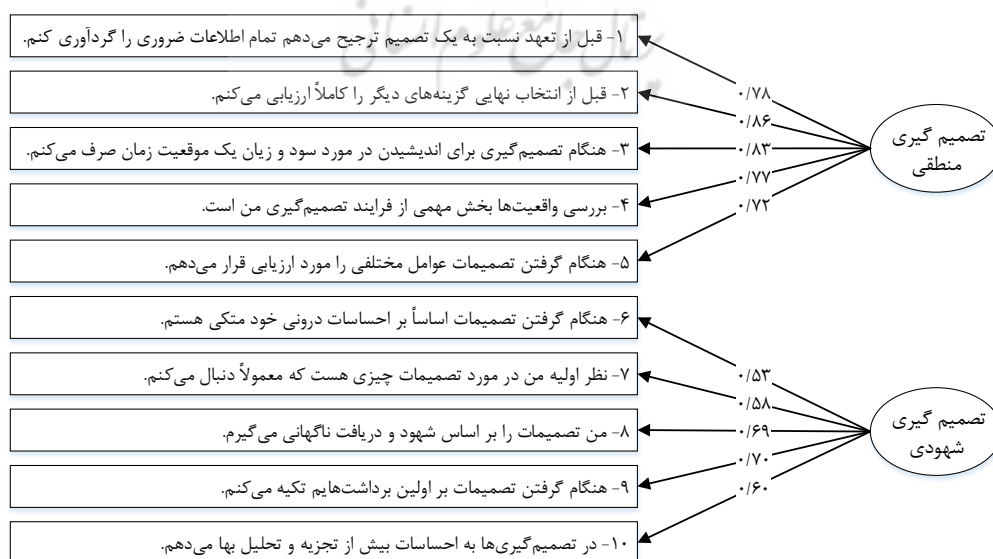 پرتال جامع علوم انسانی
۱- قبل از تعهد نسبت به یک تصمیم ترجیح می‌دهم تمام اطلاعات ضروری را گردآوری کنم.
۲- قبل از انتخاب نهایی گزینه‌های دیگر را کاملاً ارزیابی می‌کنم.
۳- هنگام تصمیم‌گیری برای اندیشیدن در مورد سود و زیان یک موقعیت زمان صرف می‌کنم.
۴- بررسی واقعیت‌ها بخش مهمی از فرایند تصمیم‌گیری من است.
۵- هنگام گرفتن تصمیمات عوامل مختلفی را مورد ارزیابی قرار می‌دهم.
۰/۷۸
۰/۸۶
۰/۸۳
۰/۷۷
۰/۷۲
تصمیم گیری
منطقی
۶- هنگام گرفتن تصمیمات اساساً بر احساسات درونی خود متکی هستم.
۷- نظر اولیه من در مورد تصمیمات چیزی هست که معمولاً دنبال می‌کنم.
۸- من تصمیمات را بر اساس شهود و دریافت ناگهانی می‌گیرم.
۹- هنگام گرفتن تصمیمات بر اولین برداشت‌هایم تکیه می‌کنم.
۱۰- در تصمیم‌گیری‌ها به احساسات بیش از تجزیه و تحلیل بها می‌دهم.
۰/۵۳
۰/۵۸
۰/۶۹
۰/۷۰
۰/۶۰
تصمیم گیری
شهودی